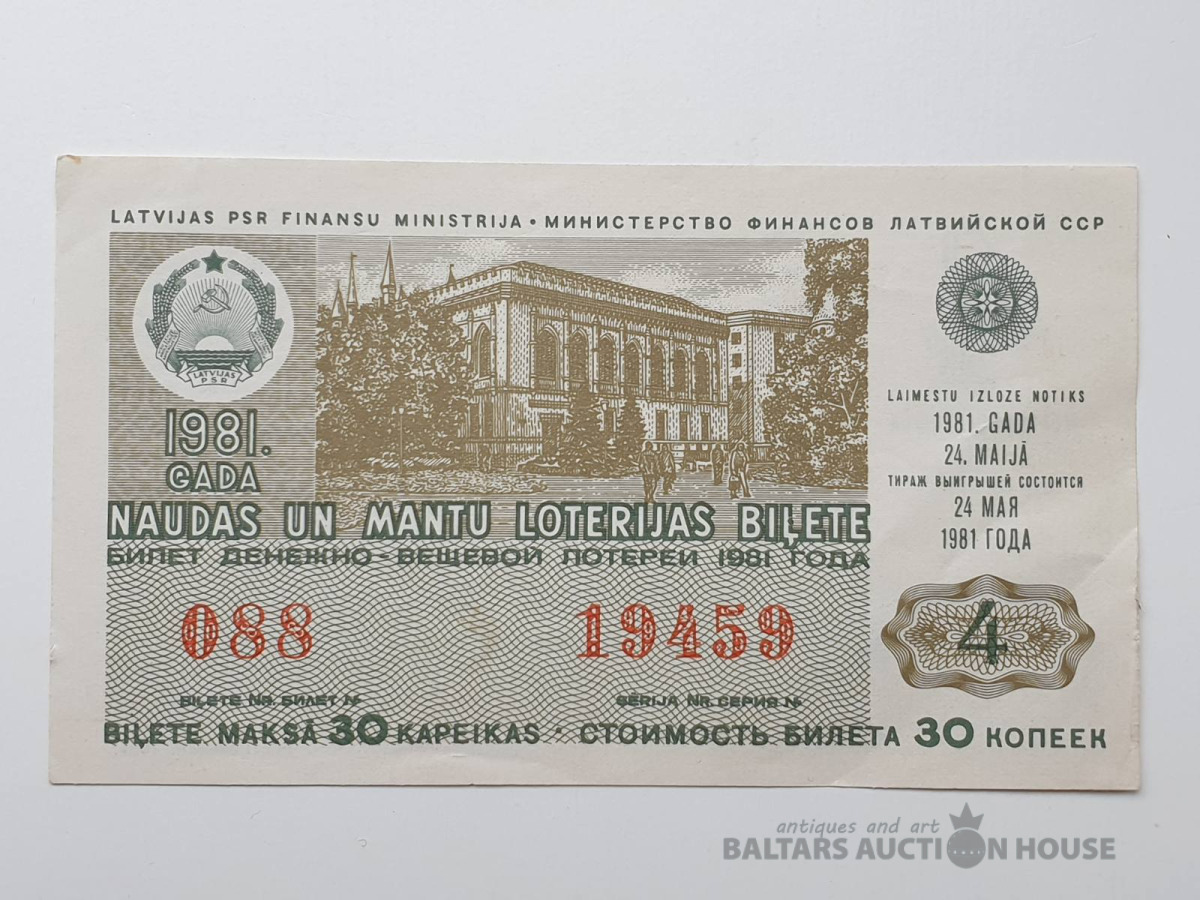 LATVIJAS PSR FINANSU MINISTRIJA • МИНИСТЕРСТВО ФИНАНСОВ ЛАТВИЙСКОЙ ССР
LATVIJAS
PSR
1981.
GADA
LAIMESTU IZLOZE NOTIKS
1981. GADA
24. MAIJĀ
ТИРАЖ ВЫИГРЫШЕЙ СОСТОИТСЯ
24 МАЯ
1981 ГОДА
NAUDAS UN MANTU LOTERIJAS BIĻETE
БИЛЕТ ДЕНЕЖНО-ВЕЩЕВОЙ ЛОТЕРЕИ 1981 ГОДА
088 19459
4
BIĻETE NR. БИЛЕТ № SĒRIJA NR. СЕРИЯ №
BIĻETE MAKSĀ 30 KAPEIKAS • СТОИМОСТЬ БИЛЕТА 30 КОПЕЕК
antiques and art
BALTARS AUCTION HOUSE